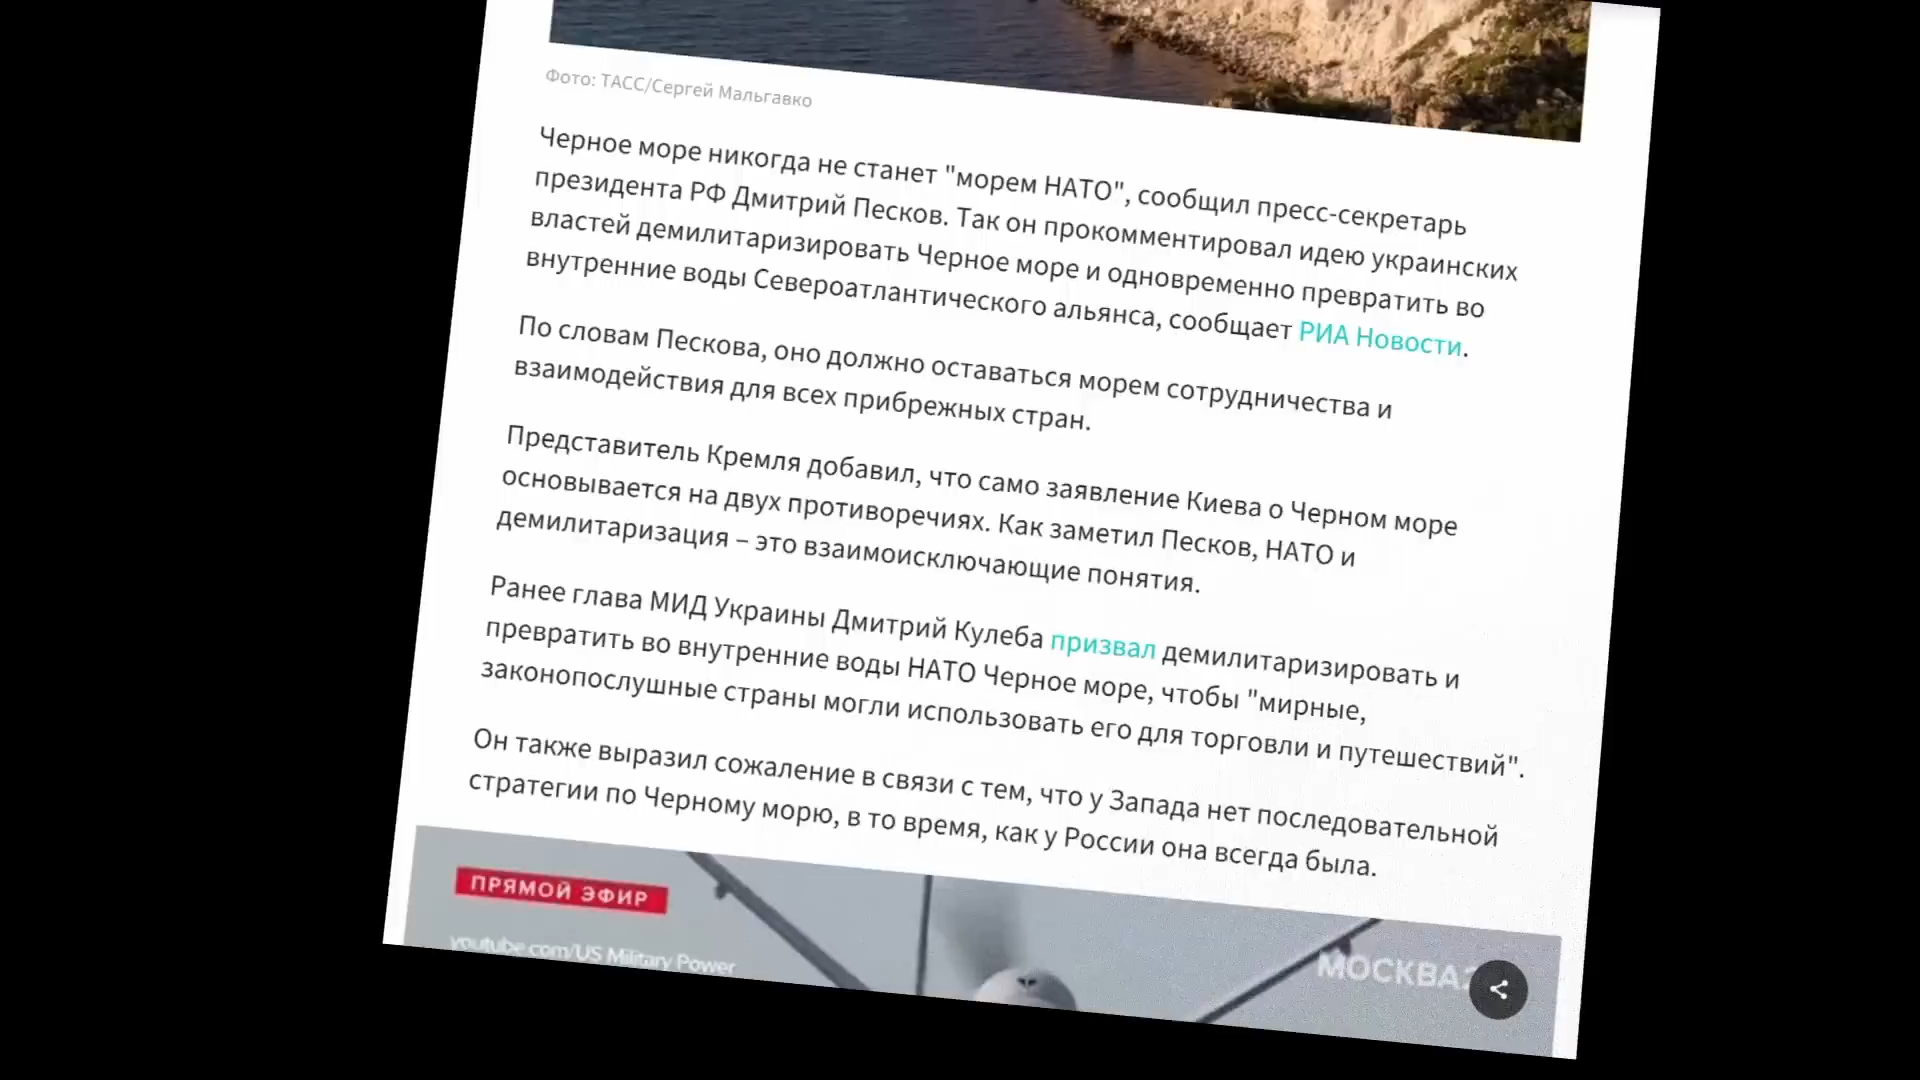 Фото: ТАСС/Сергей Мальгавко
Черное море никогда не станет "морем НАТО", сообщил пресс-секретарь
президента РФ Дмитрий Песков. Так он прокомментировал идею украинских
властей демилитаризировать Черное море и одновременно превратить во
внутренние воды Североатлантического альянса, сообщает РИА Новости.
По словам Пескова, оно должно оставаться морем сотрудничества и
взаимодействия для всех прибрежных стран.
Представитель Кремля добавил, что само заявление Киева о Черном море
основывается на двух противоречиях. Как заметил Песков, НАТО и
демилитаризация – это взаимоисключающие понятия.
Ранее глава МИД Украины Дмитрий Кулеба призвал демилитаризировать и
превратить во внутренние воды НАТО Черное море, чтобы "мирные,
законопослушные страны могли использовать его для торговли и путешествий".
Он также выразил сожаление в связи с тем, что у Запада нет последовательной
стратегии по Черному морю, в то время, как у России она всегда была.
ПРЯМОЙ ЭФИР
youtube.com/US Military Power
МОСКВА